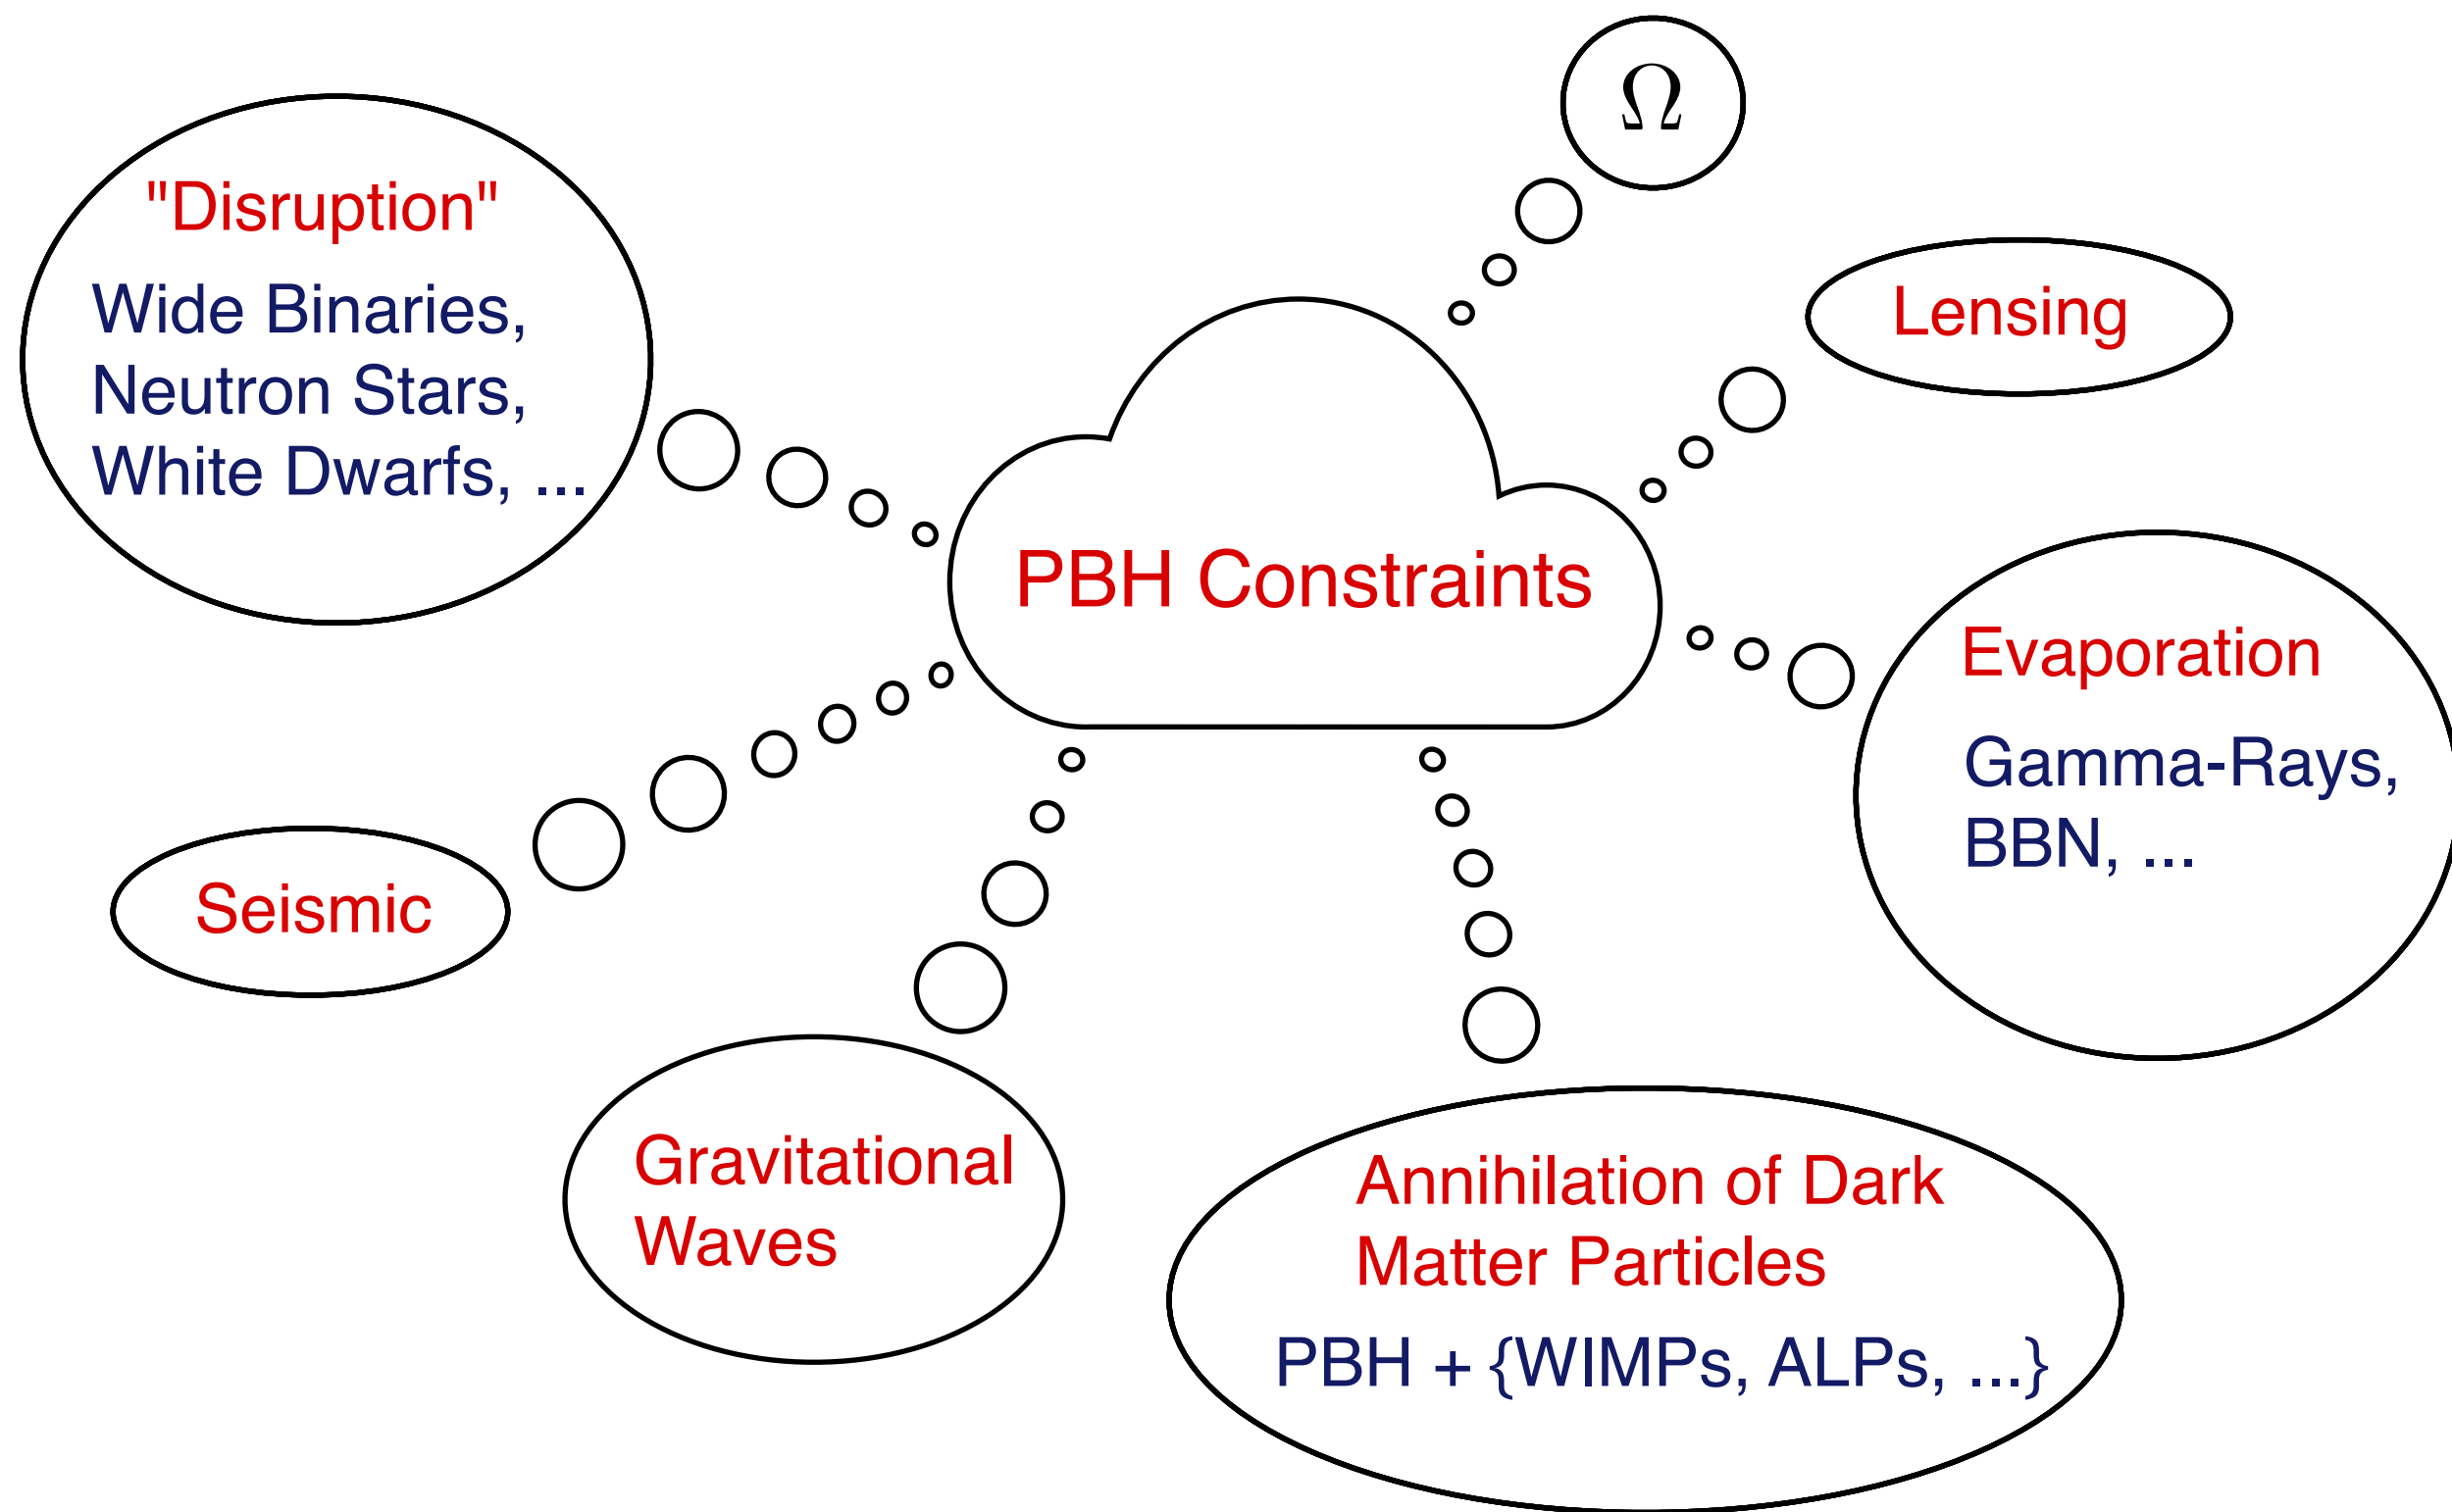 Ω
"Disruption"
Wide Binaries,
Neutron Stars,
White Dwarfs, ...
Lensing
PBH Constraints
Evaporation
Gamma-Rays,
BBN, ...
Seismic
Gravitational
Waves
Annihilation of Dark
Matter Particles
PBH + {WIMPs, ALPs, ...}